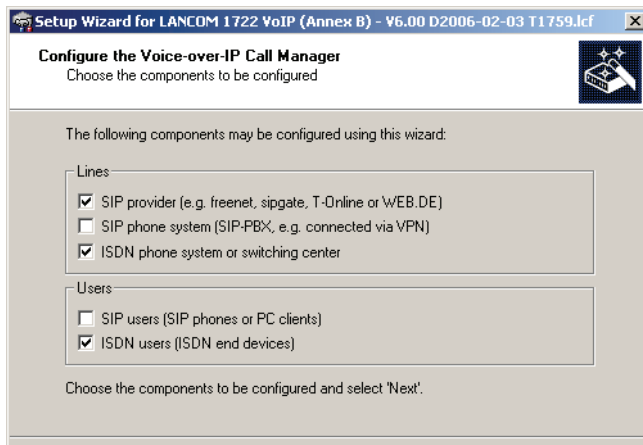 Setup Wizard for LANCOM 1722 VoIP (Annex B) - V6.00 D2006-02-03 T1759.lcf
Configure the Voice-over-IP Call Manager
Choose the components to be configured
The following components may be configured using this wizard:
Lines
SIP provider (e.g. freenet, sipgate, T-Online or WEB.DE)
SIP phone system (SIP-PBX, e.g. connected via VPN)
ISDN phone system or switching center
Users
SIP users (SIP phones or PC clients)
ISDN users (ISDN end devices)
Choose the components to be configured and select 'Next'.